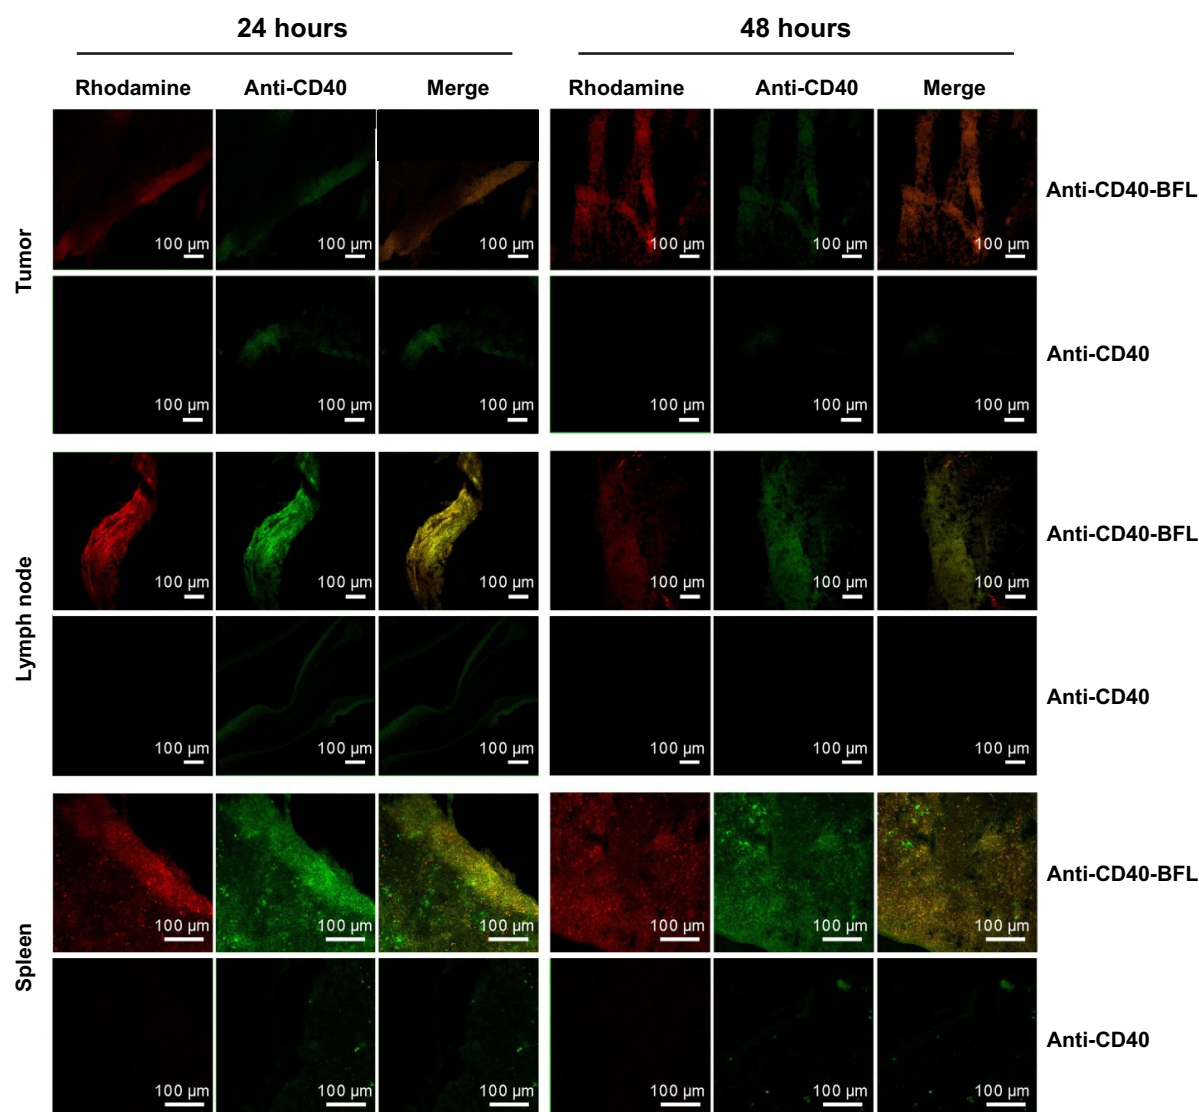 24 hours 48 hours
Rhodamine Anti-CD40 Merge Rhodamine Anti-CD40 Merge
Tumor
100 µm 100 µm 100 µm 100 µm 100 µm 100 µm Anti-CD40-BFL
100 µm 100 µm 100 µm 100 µm 100 µm 100 µm Anti-CD40
Lymph node
100 µm 100 µm 100 µm 100 µm 100 µm 100 µm Anti-CD40-BFL
100 µm 100 µm 100 µm 100 µm 100 µm 100 µm Anti-CD40
Spleen
100 µm 100 µm 100 µm 100 µm 100 µm 100 µm Anti-CD40-BFL
100 µm 100 µm 100 µm 100 µm 100 µm 100 µm Anti-CD40